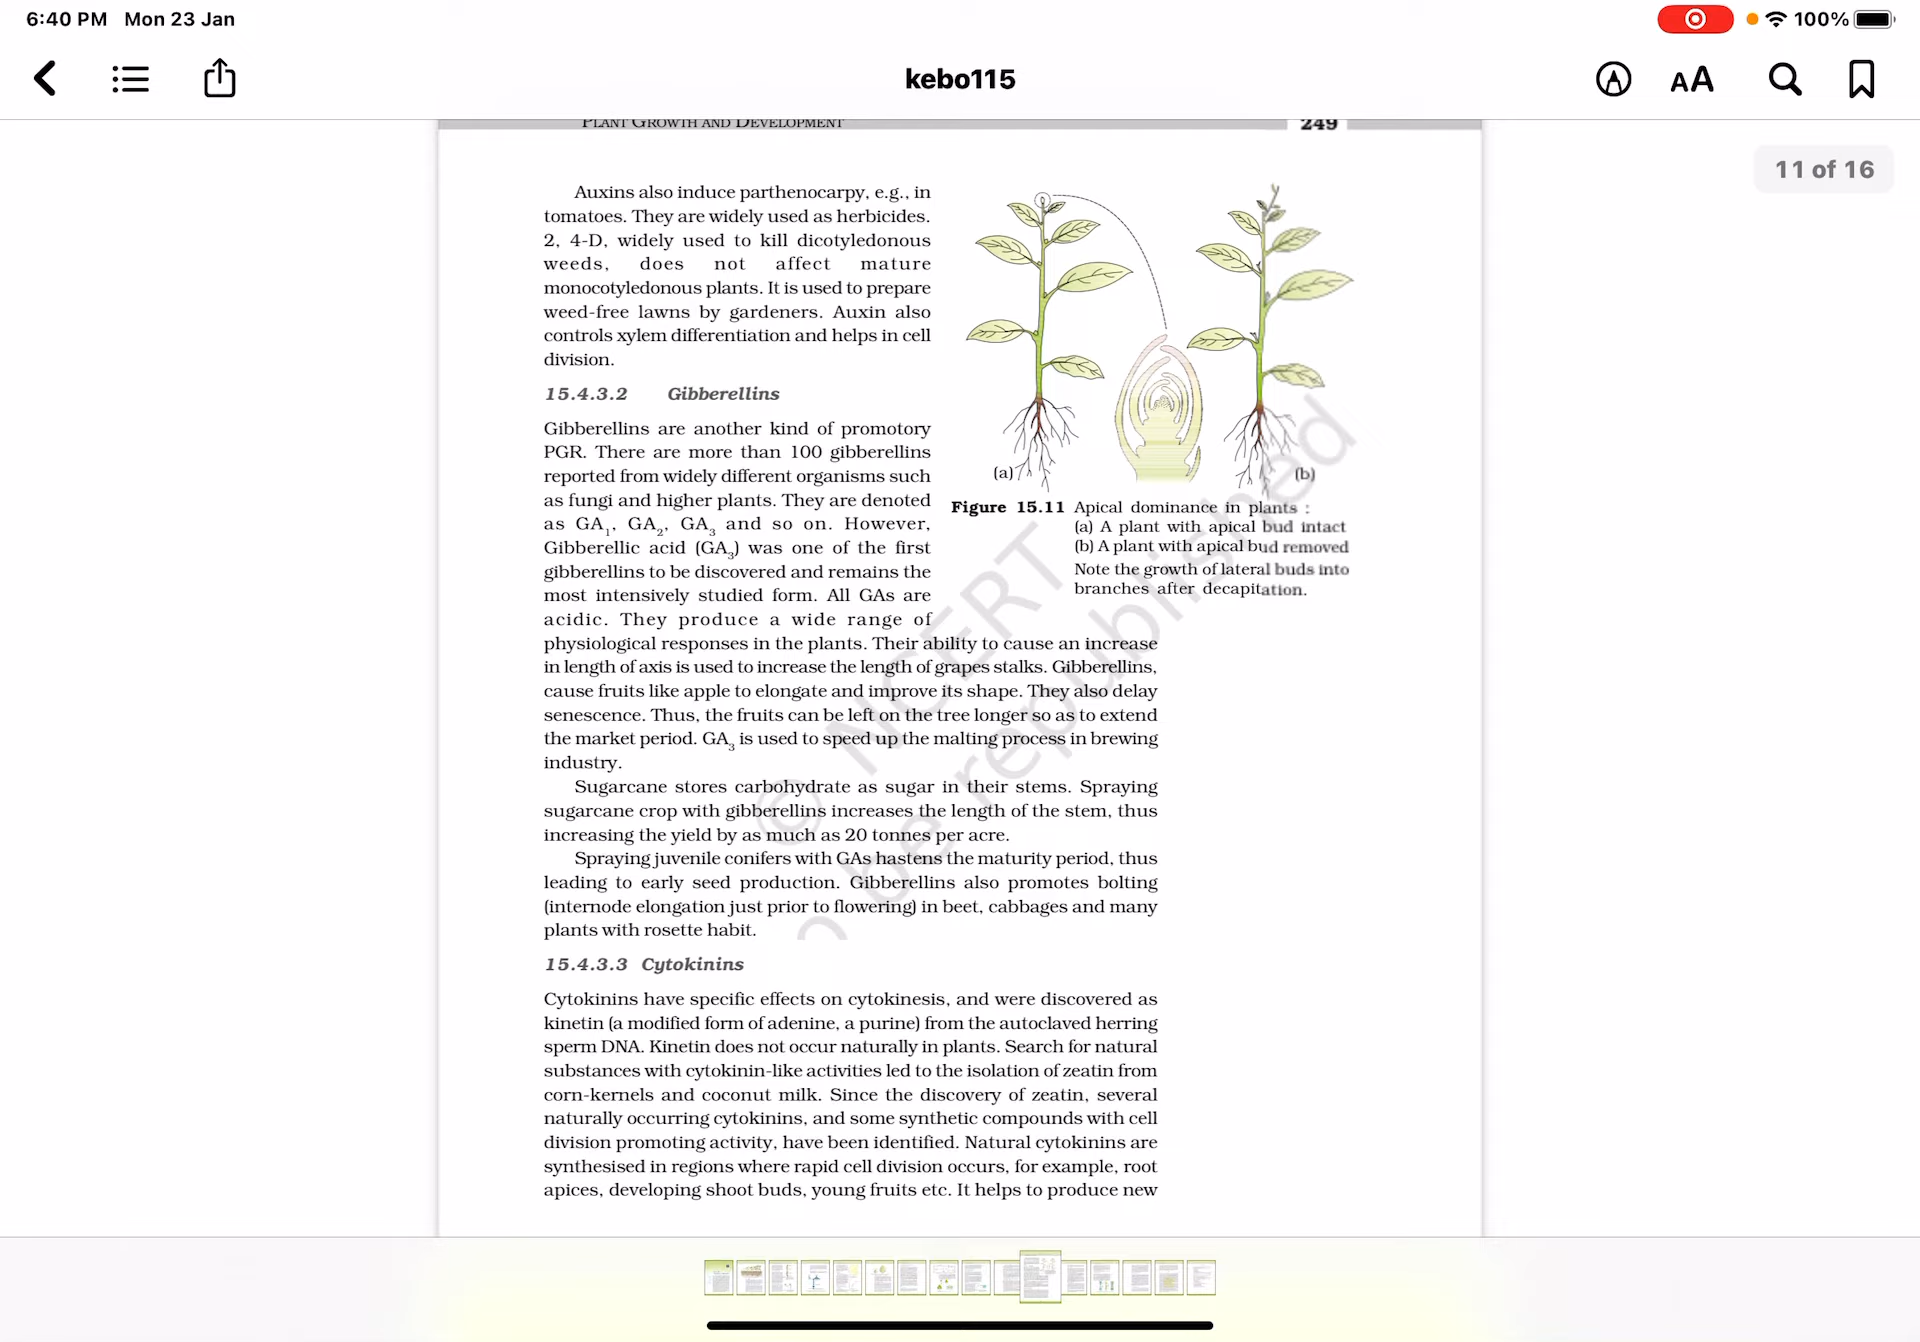 6:40 PM Mon 23 Jan
100%
kebo115
PLANT GROWTH AND DEVELOPMENT
249
11 of 16
Auxins also induce parthenocarpy, e.g., in
tomatoes. They are widely used as herbicides.
2, 4-D, widely used to kill dicotyledonous
weeds, does not affect mature
monocotyledonous plants. It is used to prepare
weed-free lawns by gardeners. Auxin also
controls xylem differentiation and helps in cell
division.
15.4.3.2 Gibberellins
Gibberellins are another kind of promotory
PGR. There are more than 100 gibberellins
reported from widely different organisms such
as fungi and higher plants. They are denoted
as GA₁, GA₂, GA₃ and so on. However,
Gibberellic acid (GA₃) was one of the first
gibberellins to be discovered and remains the
most intensively studied form. All GAs are
acidic. They produce a wide range of
physiological responses in the plants. Their ability to cause an increase
in length of axis is used to increase the length of grapes stalks. Gibberellins,
cause fruits like apple to elongate and improve its shape. They also delay
senescence. Thus, the fruits can be left on the tree longer so as to extend
the market period. GA₃ is used to speed up the malting process in brewing
industry.
Sugarcane stores carbohydrate as sugar in their stems. Spraying
sugarcane crop with gibberellins increases the length of the stem, thus
increasing the yield by as much as 20 tonnes per acre.
Spraying juvenile conifers with GAs hastens the maturity period, thus
leading to early seed production. Gibberellins also promotes bolting
(internode elongation just prior to flowering) in beet, cabbages and many
plants with rosette habit.
15.4.3.3 Cytokinins
Cytokinins have specific effects on cytokinesis, and were discovered as
kinetin (a modified form of adenine, a purine) from the autoclaved herring
sperm DNA. Kinetin does not occur naturally in plants. Search for natural
substances with cytokinin-like activities led to the isolation of zeatin from
corn-kernels and coconut milk. Since the discovery of zeatin, several
naturally occurring cytokinins, and some synthetic compounds with cell
division promoting activity, have been identified. Natural cytokinins are
synthesised in regions where rapid cell division occurs, for example, root
apices, developing shoot buds, young fruits etc. It helps to produce new
(a)
(b)
Figure 15.11 Apical dominance in plants :
(a) A plant with apical bud intact
(b) A plant with apical bud removed
Note the growth of lateral buds into
branches after decapitation.
© NCERT
be republished
AA